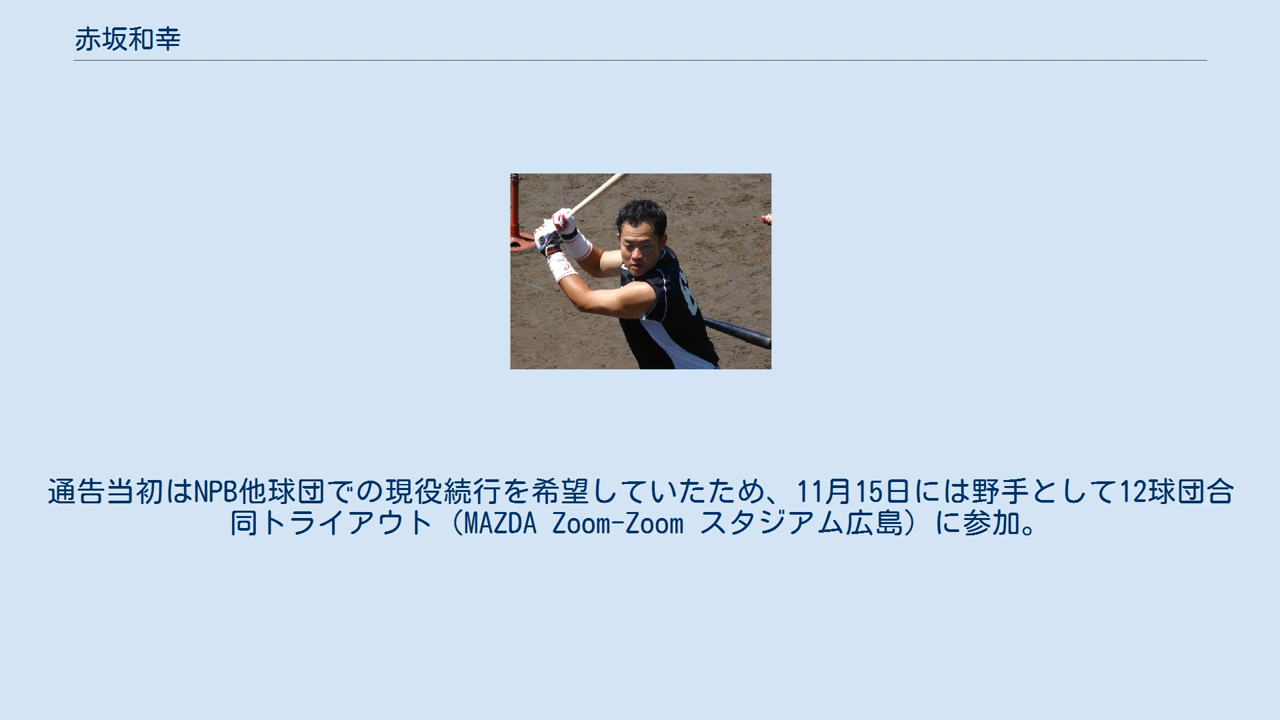 赤坂和幸
通告当初はNPB他球団での現役続行を希望していたため、11月15日には野手として12球団合
同トライアウト（MAZDA Zoom-Zoom スタジアム広島）に参加。